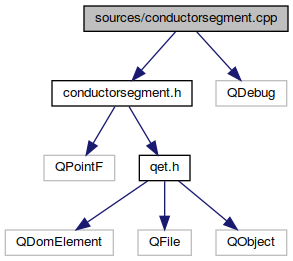 sources/conductorsegment.cpp
conductorsegment.h
QDebug
QPointF
qet.h
QDomElement
QFile
QObject